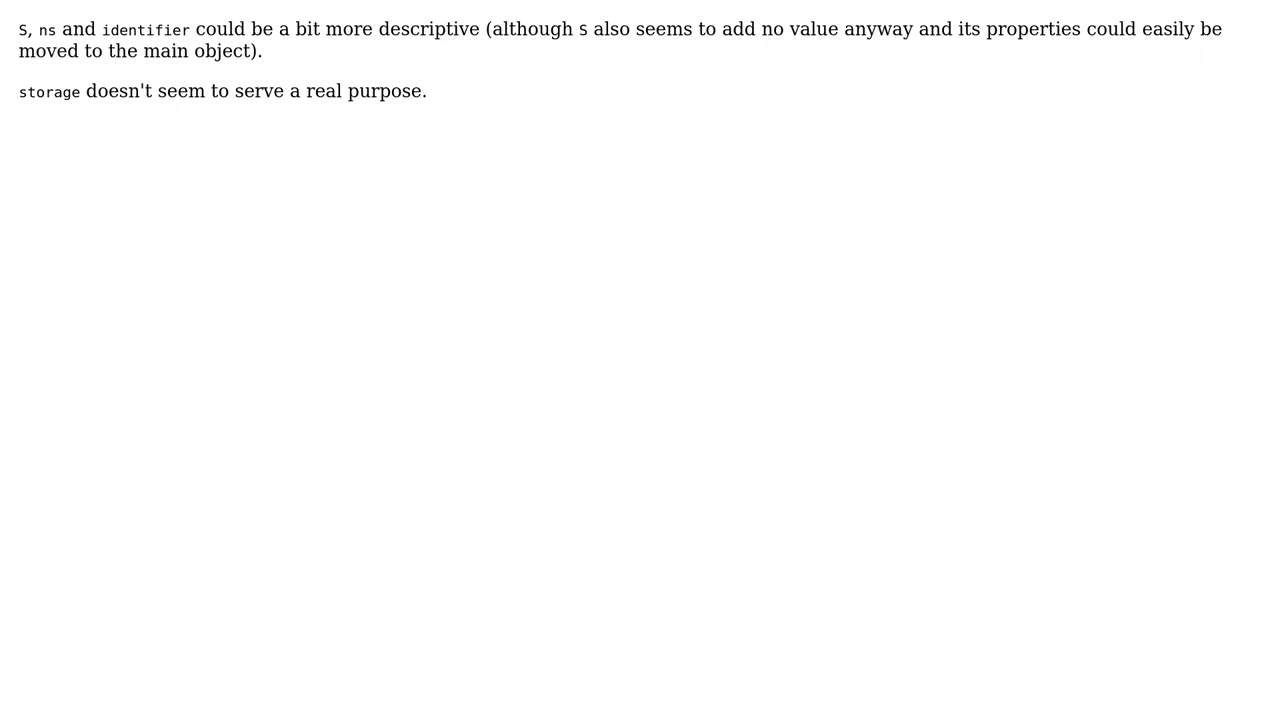 S, ns and identifier could be a bit more descriptive (although S also seems to add no value anyway and its properties could easily be
moved to the main object).
storage doesn't seem to serve a real purpose.